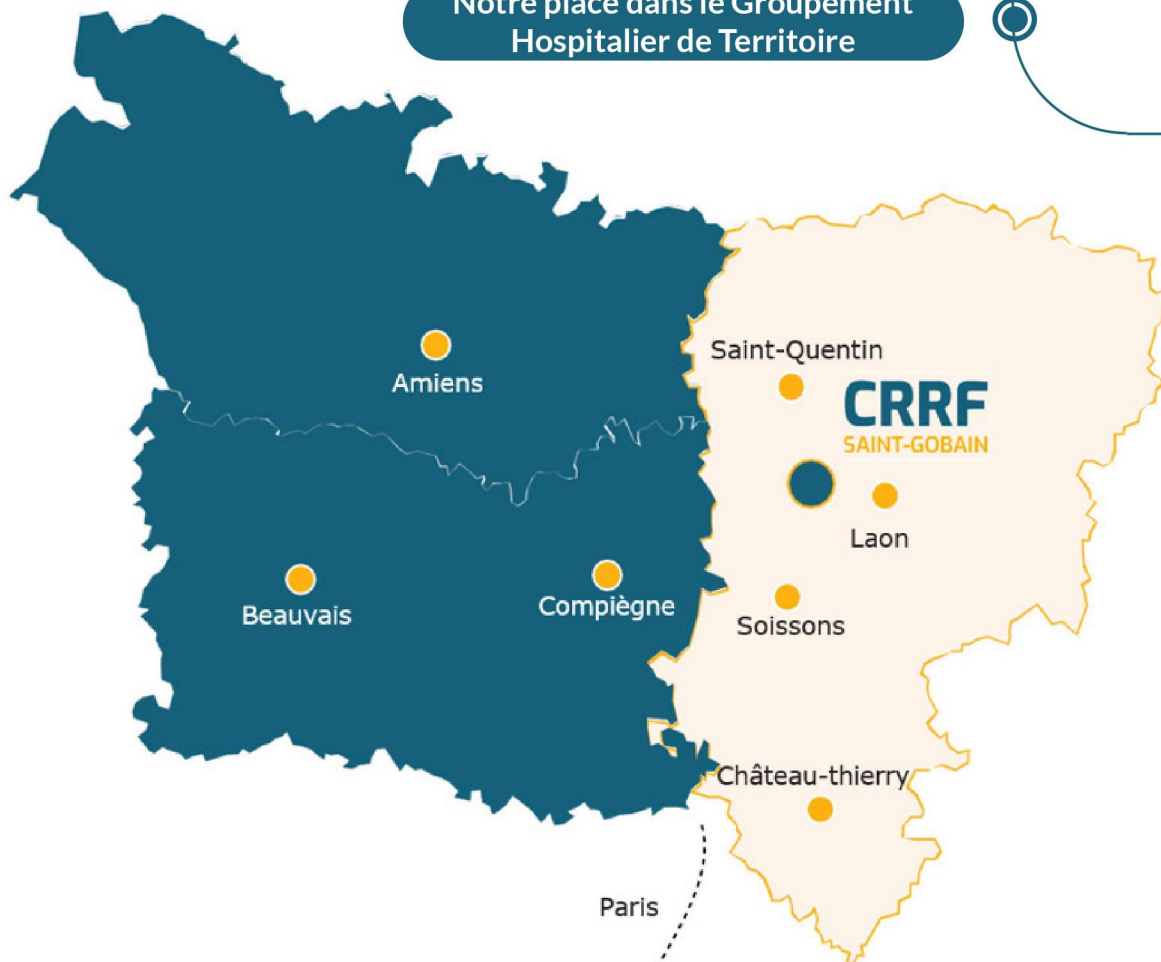 Notre place dans le Groupement
Hospitalier de Territoire
Saint-Quentin
Amiens
CRRF
SAINT-GOBAIN
Laon
Beauvais
Compiègne
Soissons
Château-thierry
Paris